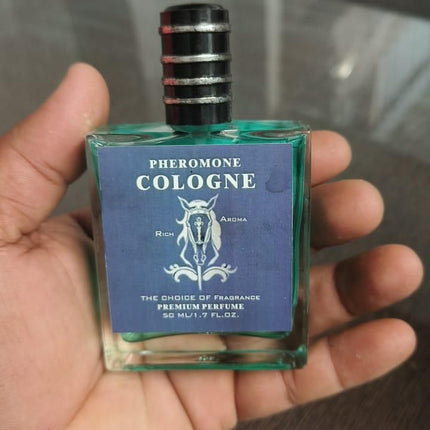 PHEROMONE
COLOGNE
RICH AROMA
THE CHOICE OF FRAGRANCE
PREMIUM PERFUME
50 ML/1.7 FL.OZ.